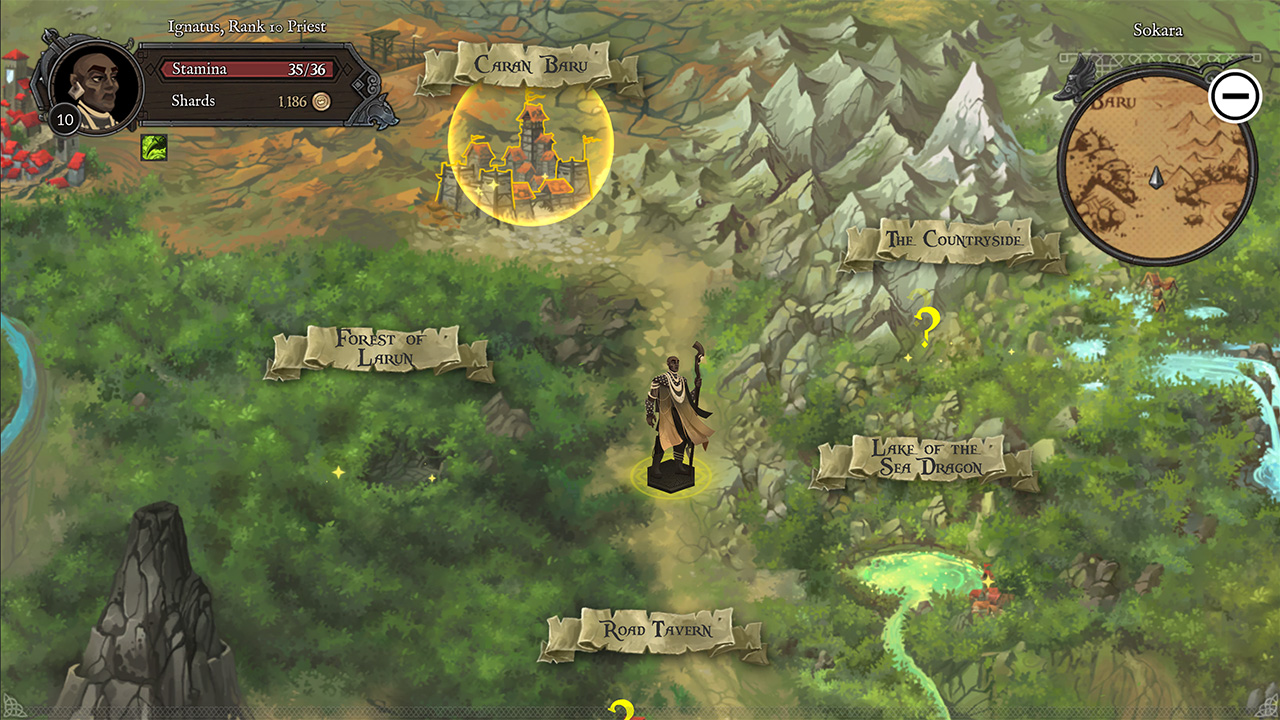 Ignatus, Rank 10 Priest
Stamina 35/36
Shards 1,186
10
Sokara
BARU
CARAN BARU
THE COUNTRYSIDE
?
FOREST OF
LARUN
LAKE OF THE
SEA DRAGON
ROAD TAVERN
?